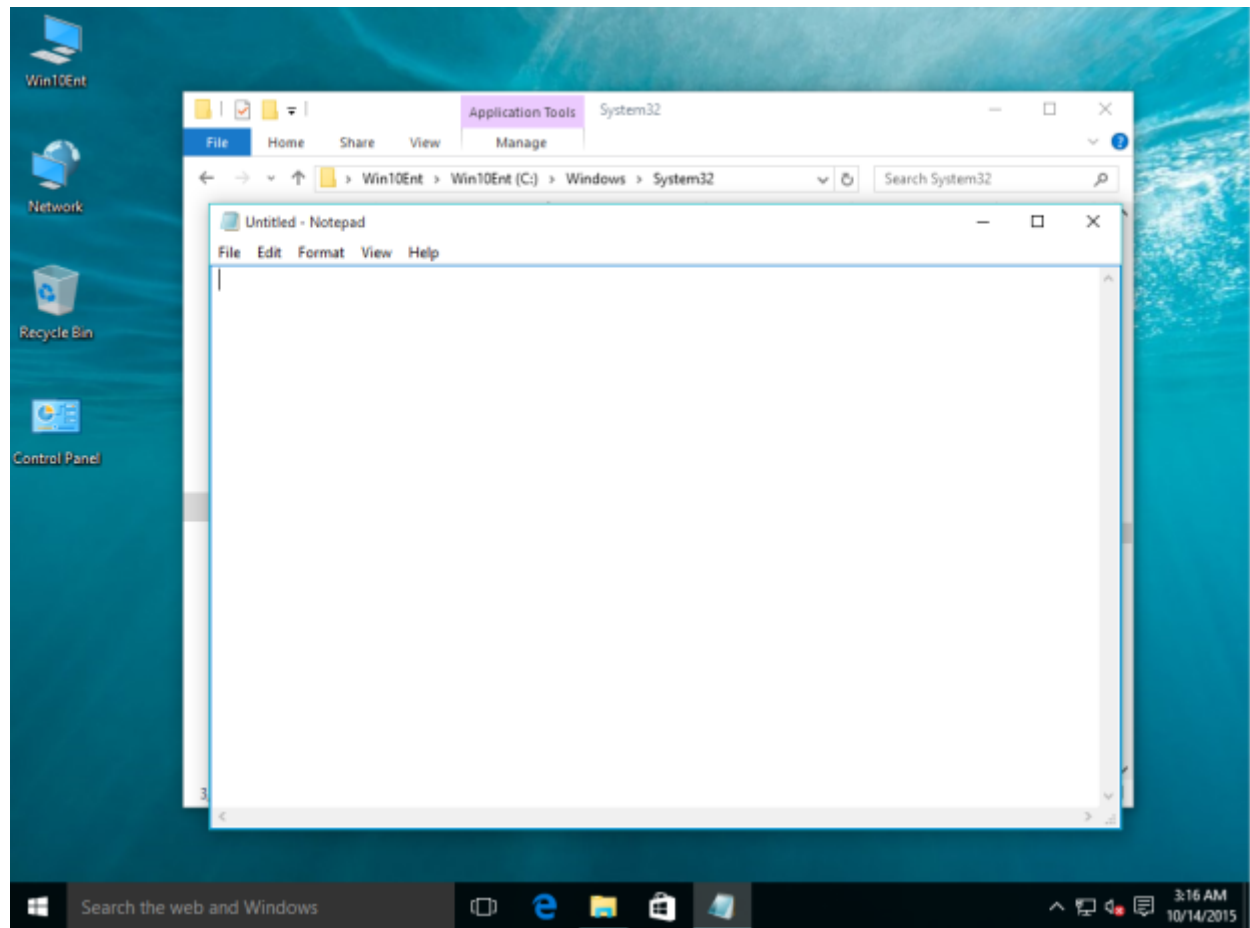 Win10Ent
Network
Recycle Bin
Control Panel
Application Tools System32
File Home Share View Manage
Win10Ent > Win10Ent (C:) > Windows > System32 Search System32
Untitled - Notepad
File Edit Format View Help
3
Search the web and Windows
3:16 AM
10/14/2015